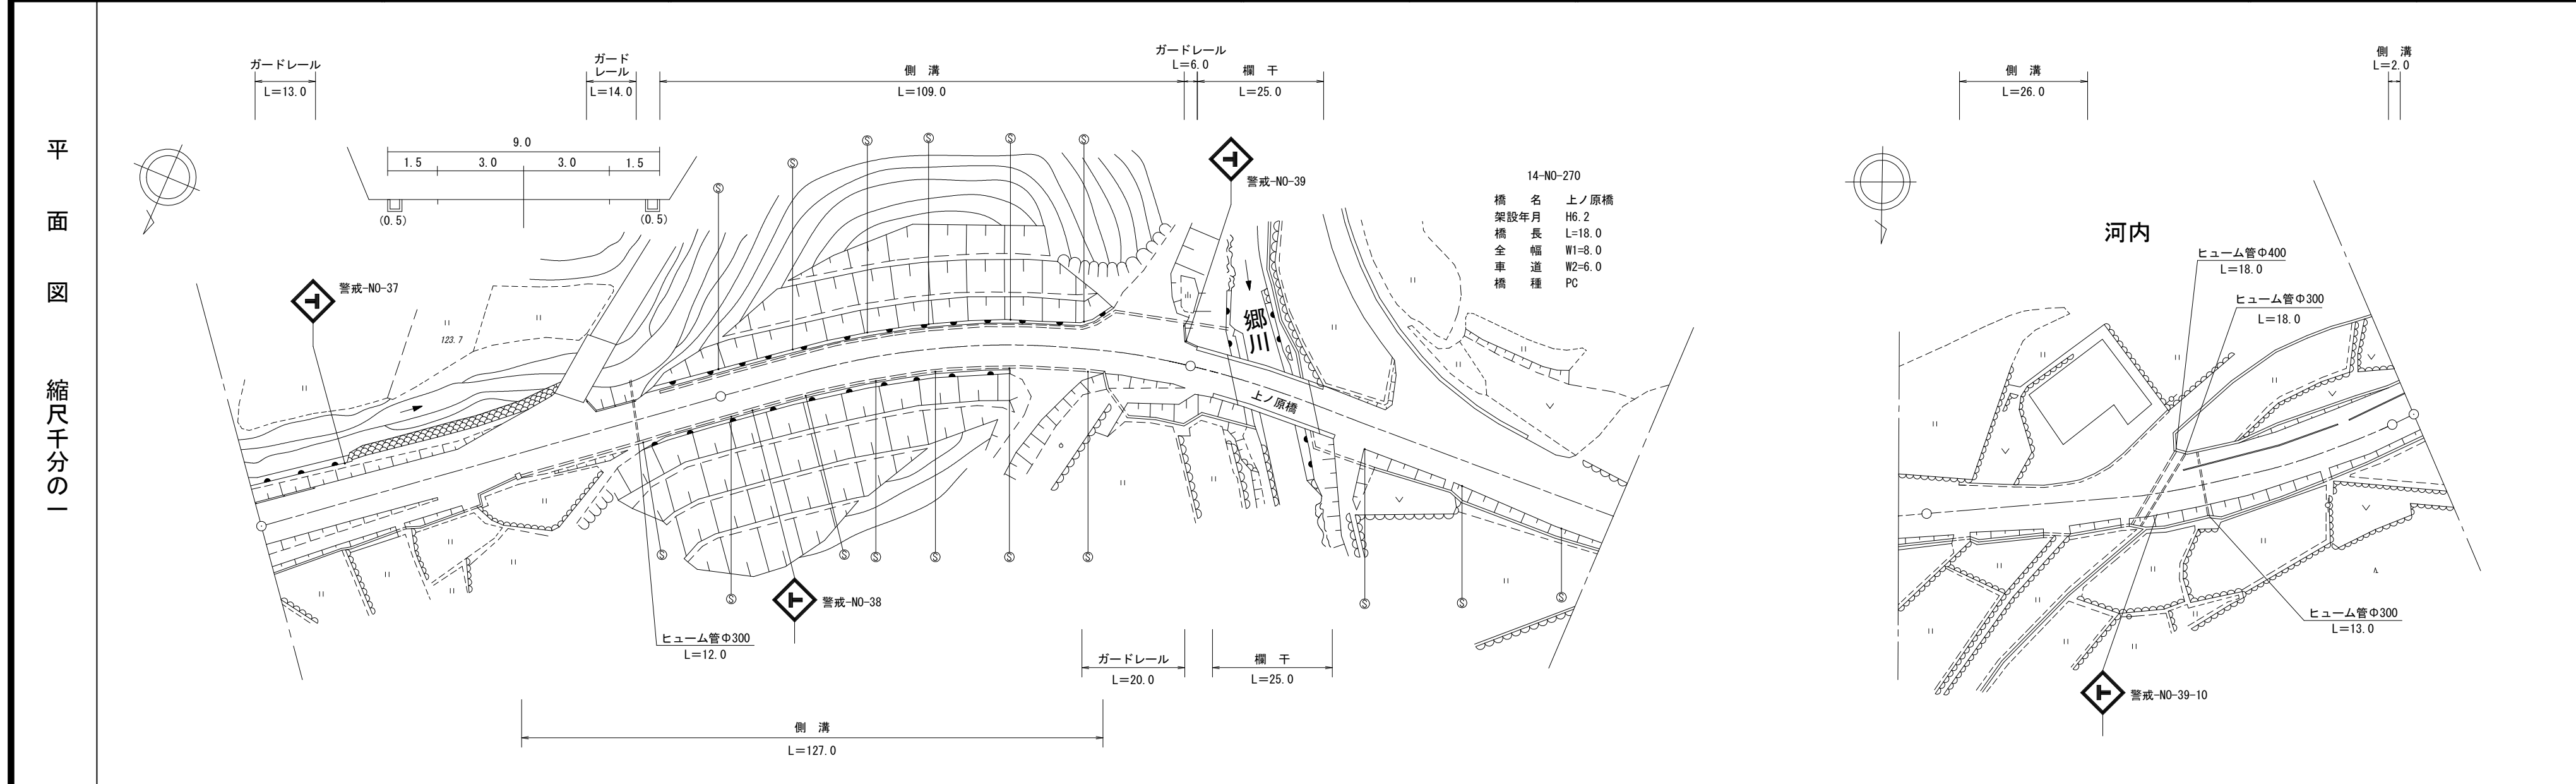 平面図 縮尺千分の一
ガードレール
L=13.0
ガード
レール
L=14.0
側 溝
L=109.0
ガードレール
L=6.0
欄 干
L=25.0
側 溝
L=26.0
側 溝
L=2.0
9.0
1.5 3.0 3.0 1.5
(0.5) (0.5)
警戒-NO-37
123.7
警戒-NO-39
14-NO-270
橋 名 上ノ原橋
架設年月 H6.2
橋 長 L=18.0
全 幅 W1=8.0
車 道 W2=6.0
橋 種 PC
郷川
上ノ原橋
警戒-NO-38
ヒューム管Φ300
L=12.0
ガードレール
L=20.0
欄 干
L=25.0
側 溝
L=127.0
河内
ヒューム管Φ400
L=18.0
ヒューム管Φ300
L=18.0
ヒューム管Φ300
L=13.0
警戒-NO-39-10